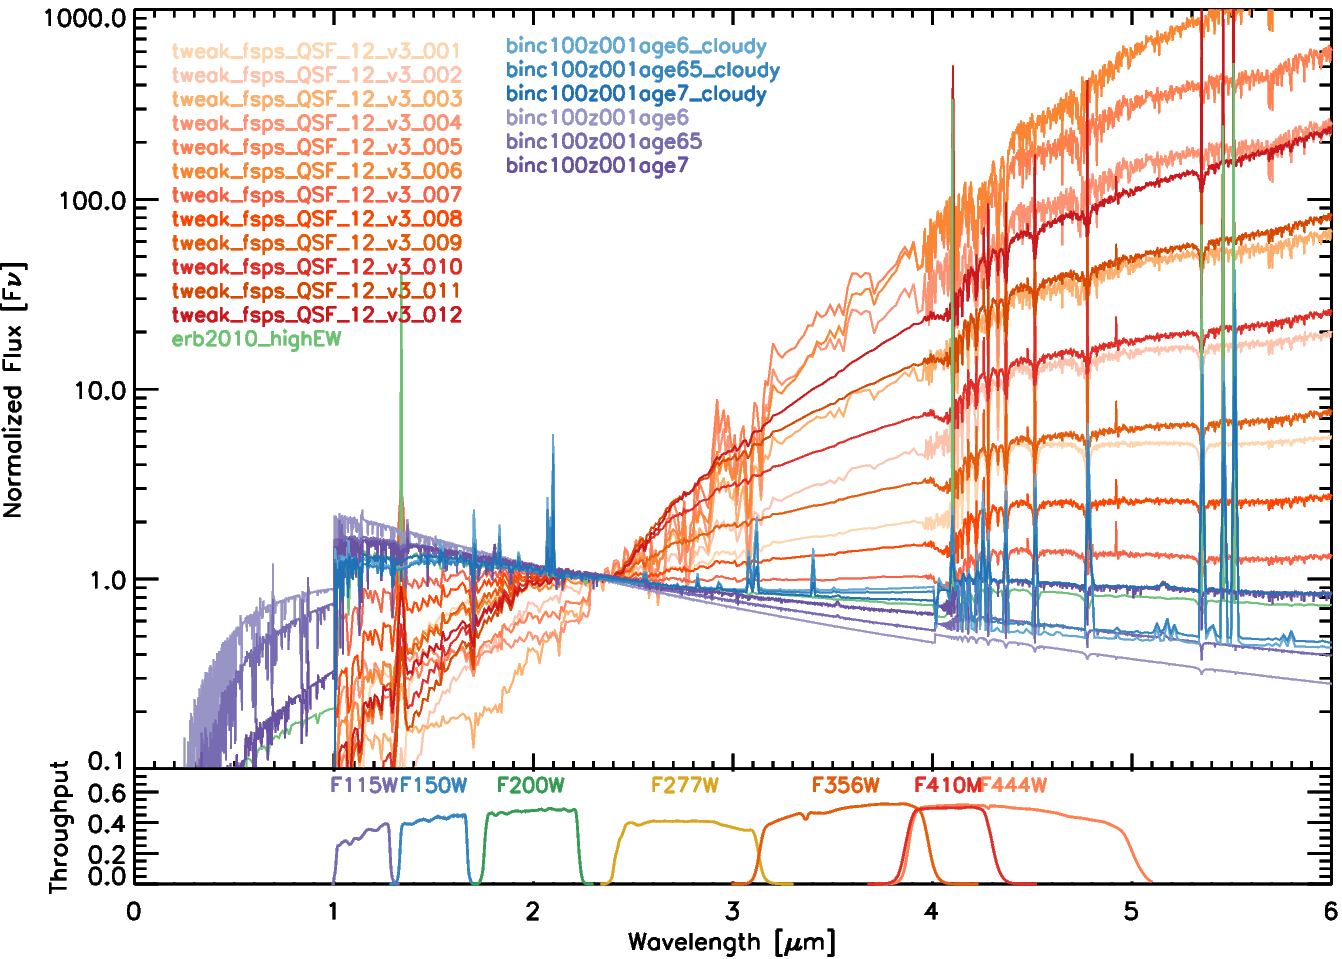 1000.0
100.0
10.0
1.0
0.1
Normalized Flux [Fν]
tweak_fsps_QSF_12_v3_001
tweak_fsps_QSF_12_v3_002
tweak_fsps_QSF_12_v3_003
tweak_fsps_QSF_12_v3_004
tweak_fsps_QSF_12_v3_005
tweak_fsps_QSF_12_v3_006
tweak_fsps_QSF_12_v3_007
tweak_fsps_QSF_12_v3_008
tweak_fsps_QSF_12_v3_009
tweak_fsps_QSF_12_v3_010
tweak_fsps_QSF_12_v3_011
tweak_fsps_QSF_12_v3_012
erb2010_highEW
binc100z001age6_cloudy
binc100z001age65_cloudy
binc100z001age7_cloudy
binc100z001age6
binc100z001age65
binc100z001age7
Throughput
0.6
0.4
0.2
0.0
F115W F150W F200W F277W F356W F410M F444W
0 1 2 3 4 5 6
Wavelength [μm]